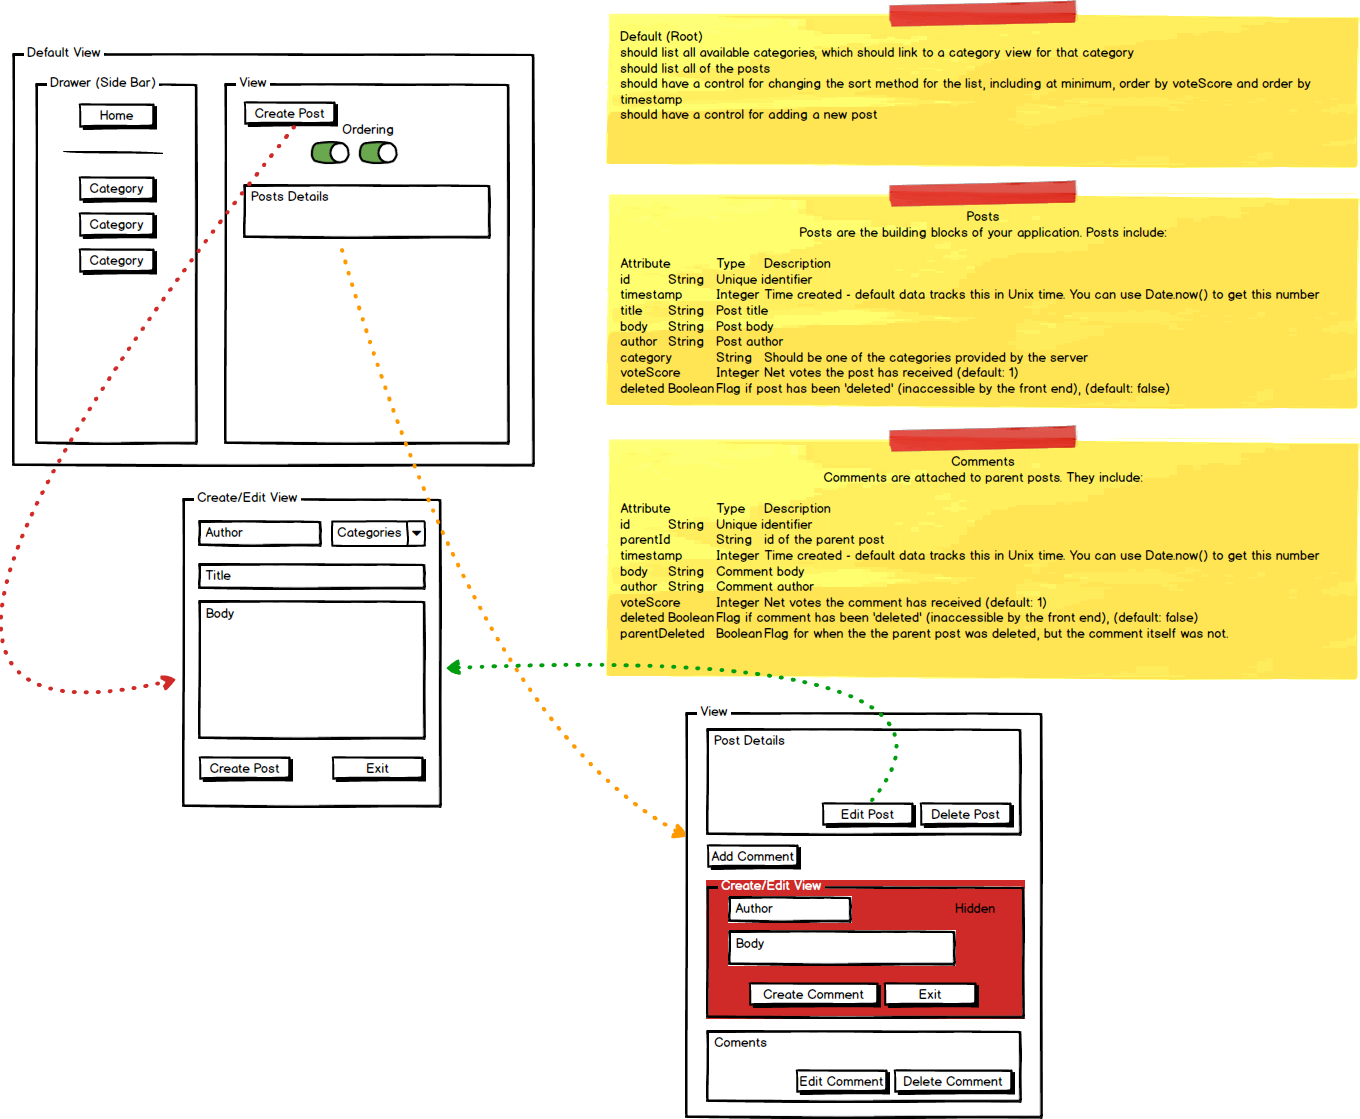 Default View
Drawer (Side Bar)
Home
Category
Category
Category
View
Create Post
Ordering
Posts Details
Default (Root)
should list all available categories, which should link to a category view for that category
should list all of the posts
should have a control for changing the sort method for the list, including at minimum, order by voteScore and order by
timestamp
should have a control for adding a new post
Posts
Posts are the building blocks of your application. Posts include:
Attribute Type Description
id String Unique identifier
timestamp Integer Time created - default data tracks this in Unix time. You can use Date.now() to get this number
title String Post title
body String Post body
author String Post author
category String Should be one of the categories provided by the server
voteScore Integer Net votes the post has received (default: 1)
deleted Boolean Flag if post has been 'deleted' (inaccessible by the front end), (default: false)
Comments
Comments are attached to parent posts. They include:
Attribute Type Description
id String Unique identifier
parentId String id of the parent post
timestamp Integer Time created - default data tracks this in Unix time. You can use Date.now() to get this number
body String Comment body
author String Comment author
voteScore Integer Net votes the comment has received (default: 1)
deleted Boolean Flag if comment has been 'deleted' (inaccessible by the front end), (default: false)
parentDeleted Boolean Flag for when the the parent post was deleted, but the comment itself was not.
Create/Edit View
Author
Categories
Title
Body
Create Post
Exit
View
Post Details
Edit Post
Delete Post
Add Comment
Create/Edit View
Author
Hidden
Body
Create Comment
Exit
Coments
Edit Comment
Delete Comment